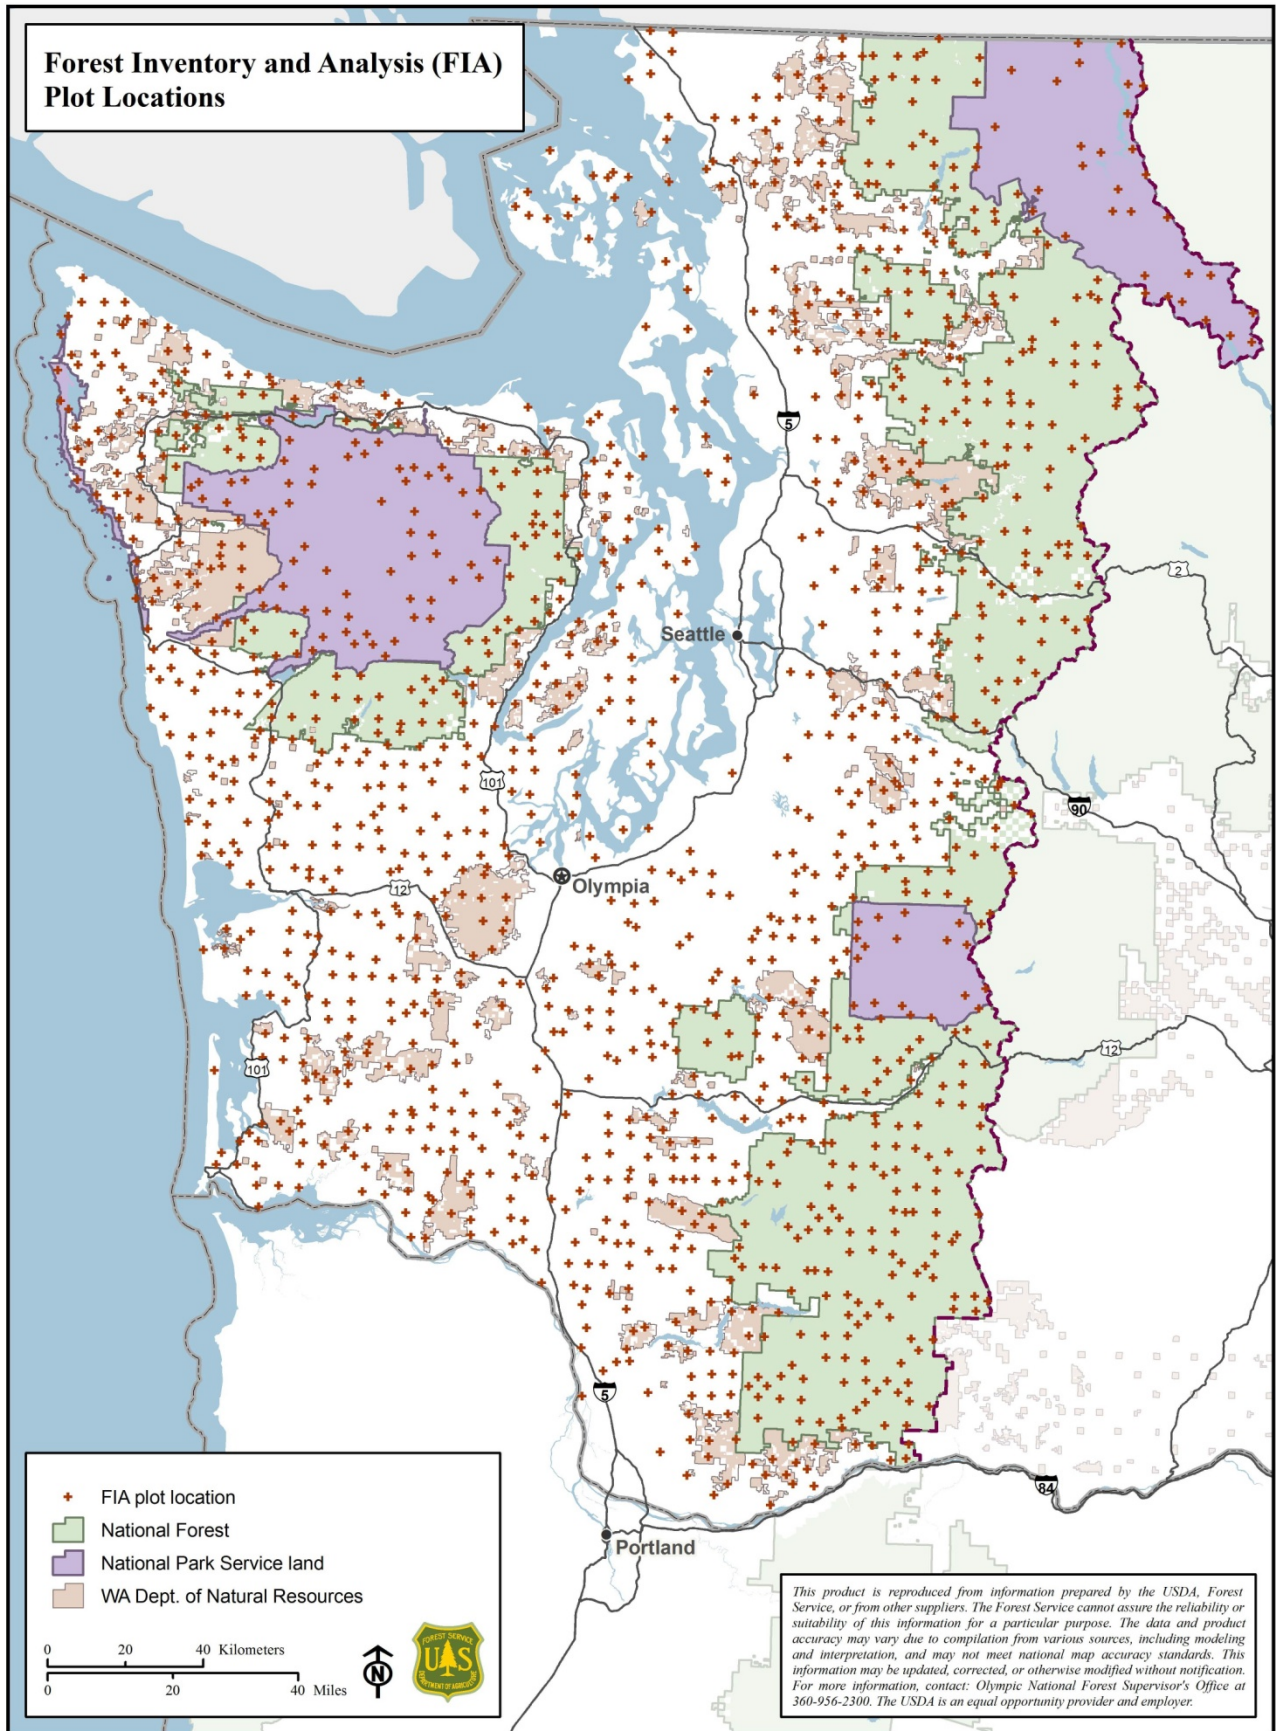 Forest Inventory and Analysis (FIA)
Plot Locations
5
2
Seattle
101
90
12
Olympia
12
101
5
84
Portland
FIA plot location
National Forest
National Park Service land
WA Dept. of Natural Resources
0 20 40 Kilometers
0 20 40 Miles
N
FOREST SERVICE
U S
DEPARTMENT OF AGRICULTURE
This product is reproduced from information prepared by the USDA, Forest
Service, or from other suppliers. The Forest Service cannot assure the reliability or
suitability of this information for a particular purpose. The data and product
accuracy may vary due to compilation from various sources, including modeling
and interpretation, and may not meet national map accuracy standards. This
information may be updated, corrected, or otherwise modified without notification.
For more information, contact: Olympic National Forest Supervisor's Office at
360-956-2300. The USDA is an equal opportunity provider and employer.